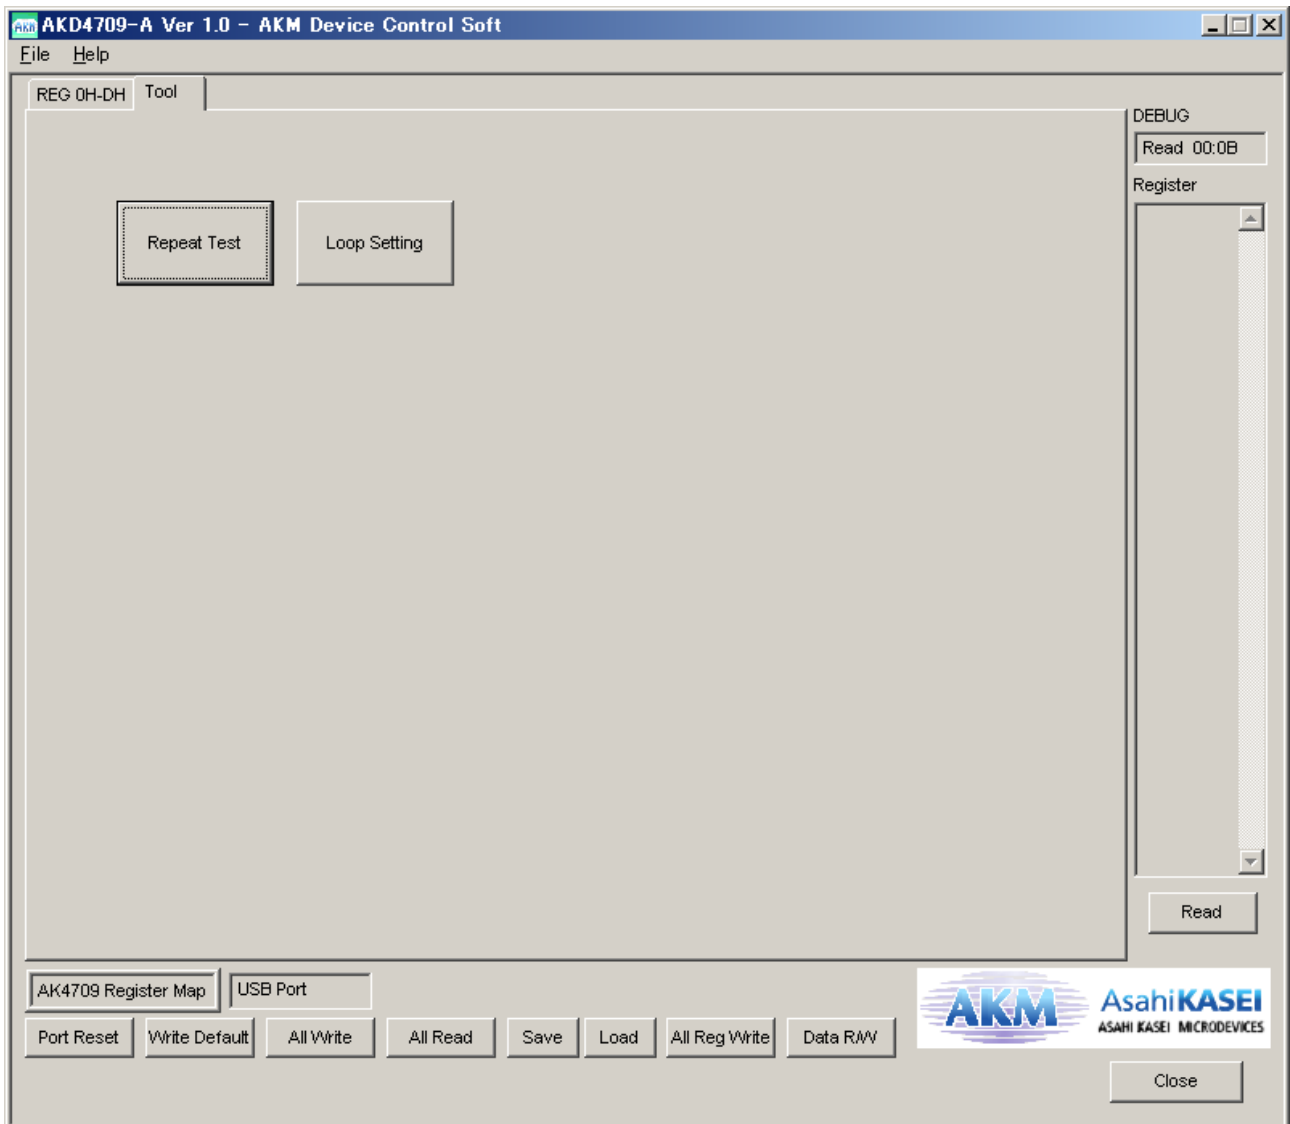 AKM AKD4709-A Ver 1.0 - AKM Device Control Soft
File Help
REG 0H-DH Tool
DEBUG
Read 00:0B
Register
Repeat Test Loop Setting
Read
AK4709 Register Map USB Port
Port Reset Write Default All Write All Read Save Load All Reg Write Data R/W
AKM AsahiKASEI
ASAHI KASEI MICRODEVICES
Close